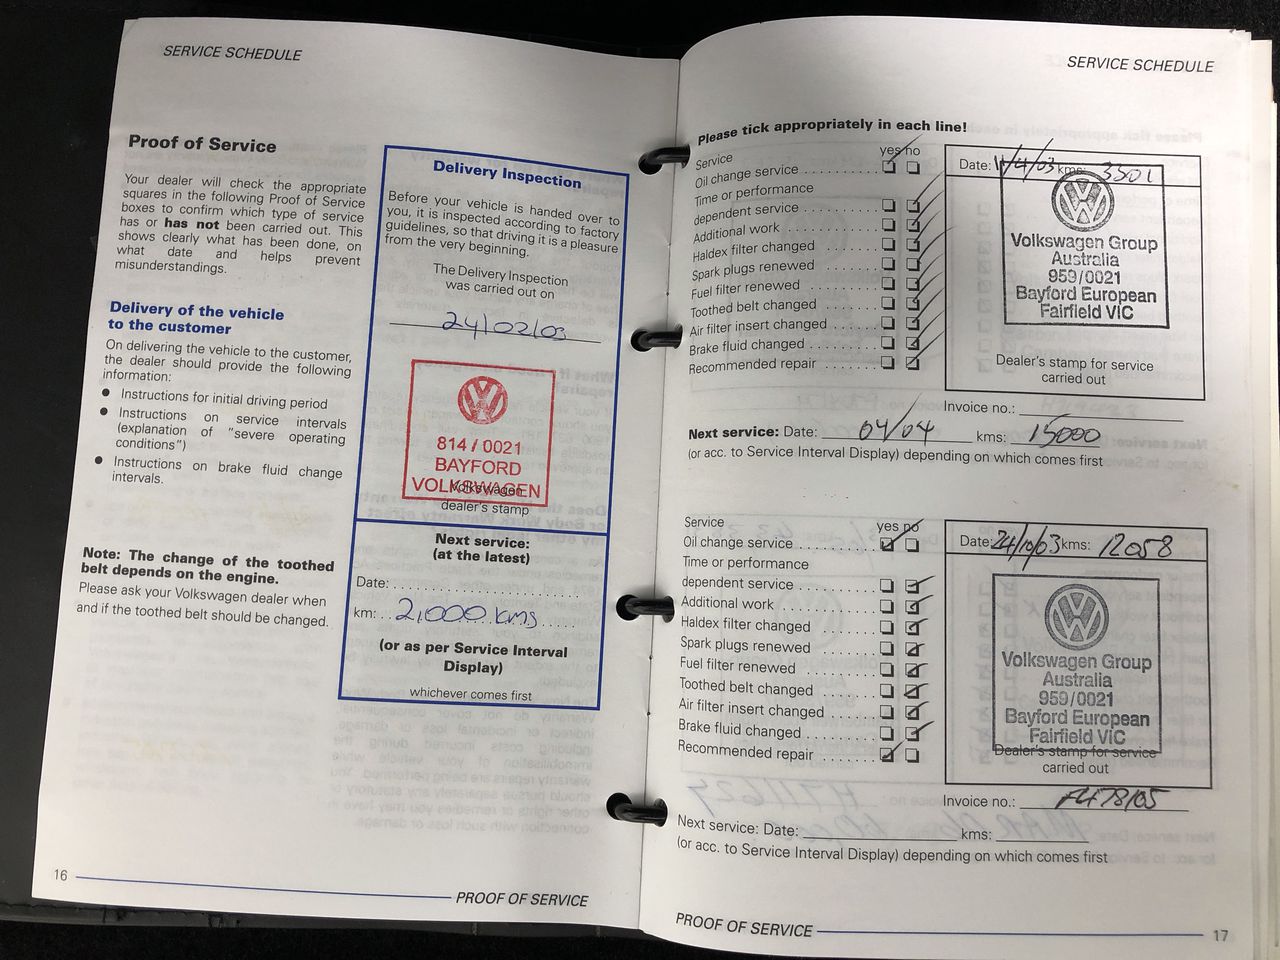 SERVICE SCHEDULE
Proof of Service
Your dealer will check the appropriate
squares in the following Proof of Service
boxes to confirm which type of service
has or has not been carried out. This
shows clearly what has been done, on
what date and helps prevent
misunderstandings.
Delivery of the vehicle
to the customer
On delivering the vehicle to the customer,
the dealer should provide the following
information:
● Instructions for initial driving period
● Instructions on service intervals
(explanation of "severe operating
conditions")
● Instructions on brake fluid change
intervals.
Note: The change of the toothed
belt depends on the engine.
Please ask your Volkswagen dealer when
and if the toothed belt should be changed.
Delivery Inspection
Before your vehicle is handed over to
you, it is inspected according to factory
guidelines, so that driving it is a pleasure
from the very beginning.
The Delivery Inspection
was carried out on
24/02/03
814 / 0021
BAYFORD
VOLKSWAGEN
Volkswagen
dealer's stamp
Next service:
(at the latest)
Date:
km: 2,000 kms
(or as per Service Interval
Display)
whichever comes first
16
PROOF OF SERVICE
SERVICE SCHEDULE
Please tick appropriately in each line!
Service yes no
Oil change service
Time or performance
dependent service
Additional work
Haldex filter changed
Spark plugs renewed
Fuel filter renewed
Toothed belt changed
Air filter insert changed
Brake fluid changed
Recommended repair
Date: /4/03 kms: 3501
Volkswagen Group
Australia
959/0021
Bayford European
Fairfield VIC
Dealer's stamp for service
carried out
Invoice no.:
Next service: Date: 04/04 kms: 15000
(or acc. to Service Interval Display) depending on which comes first
Service yes no
Oil change service
Time or performance
dependent service
Additional work
Haldex filter changed
Spark plugs renewed
Fuel filter renewed
Toothed belt changed
Air filter insert changed
Brake fluid changed
Recommended repair
Date: 24/10/03 kms: 12058
Volkswagen Group
Australia
959/0021
Bayford European
Fairfield VIC
Dealer's stamp for service
carried out
Invoice no.:
Next service: Date: kms:
(or acc. to Service Interval Display) depending on which comes first
PROOF OF SERVICE
17